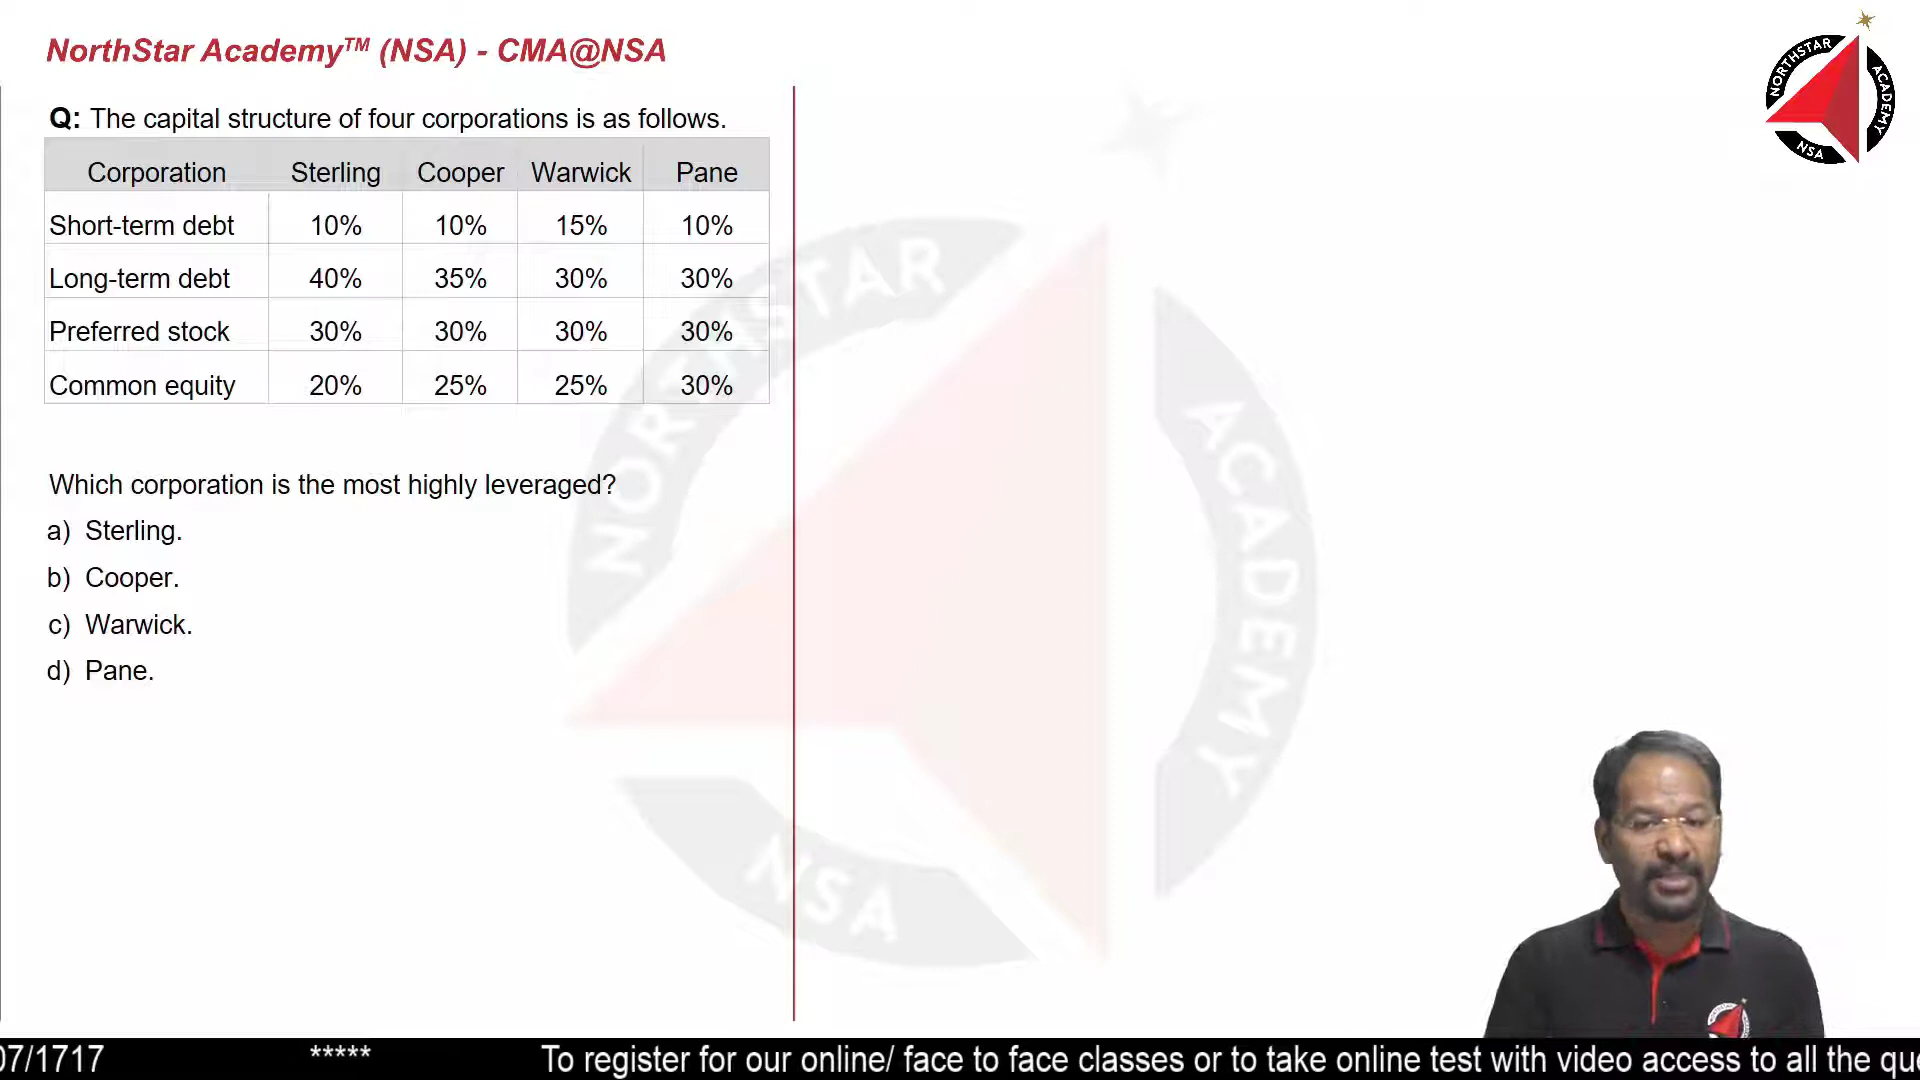 NorthStar Academy™ (NSA) - CMA@NSA
NORTHSTAR ACADEMY NSA
Q: The capital structure of four corporations is as follows.
Corporation Sterling Cooper Warwick Pane
Short-term debt 10% 10% 15% 10%
Long-term debt 40% 35% 30% 30%
Preferred stock 30% 30% 30% 30%
Common equity 20% 25% 25% 30%
Which corporation is the most highly leveraged?
a) Sterling.
b) Cooper.
c) Warwick.
d) Pane.
NORTHSTAR ACADEMY NSA
07/1717 ***** To register for our online/ face to face classes or to take online test with video access to all the que